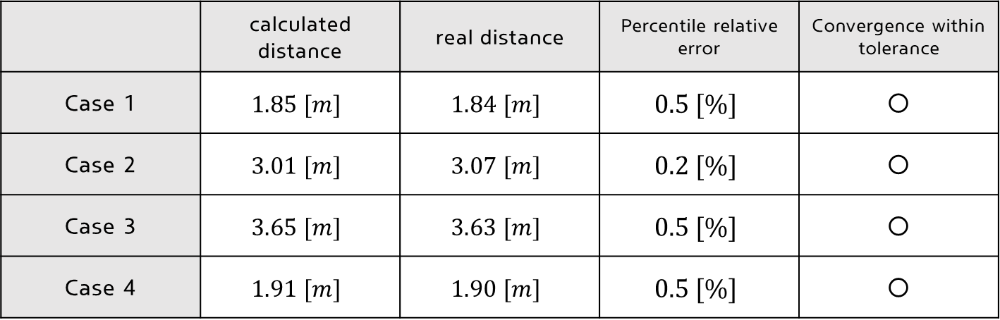 calculated
distance
real distance
Percentile relative
error
Convergence within
tolerance
Case 1
1.85 [m]
1.84 [m]
0.5 [%]
○
Case 2
3.01 [m]
3.07 [m]
0.2 [%]
○
Case 3
3.65 [m]
3.63 [m]
0.5 [%]
○
Case 4
1.91 [m]
1.90 [m]
0.5 [%]
○